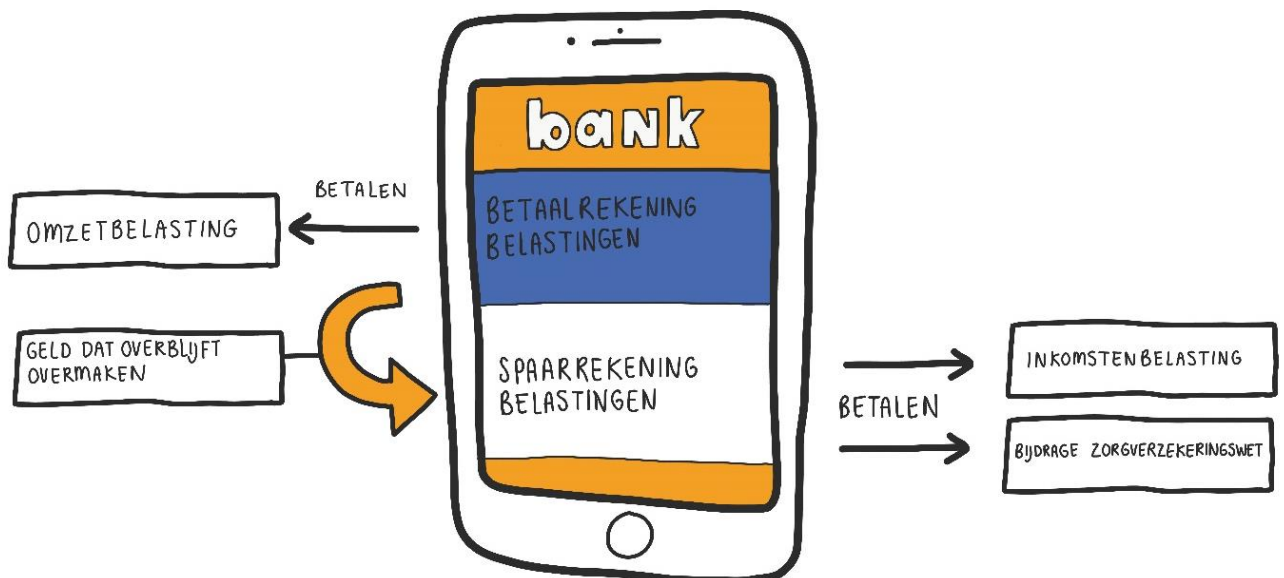 bank
BETALEN
OMZETBELASTING
BETAALREKENING
BELASTINGEN
GELD DAT OVERBLIJFT
OVERMAKEN
SPAARREKENING
BELASTINGEN
INKOMSTENBELASTING
BETALEN
BIJDRAGE ZORGVERZEKERINGSWET